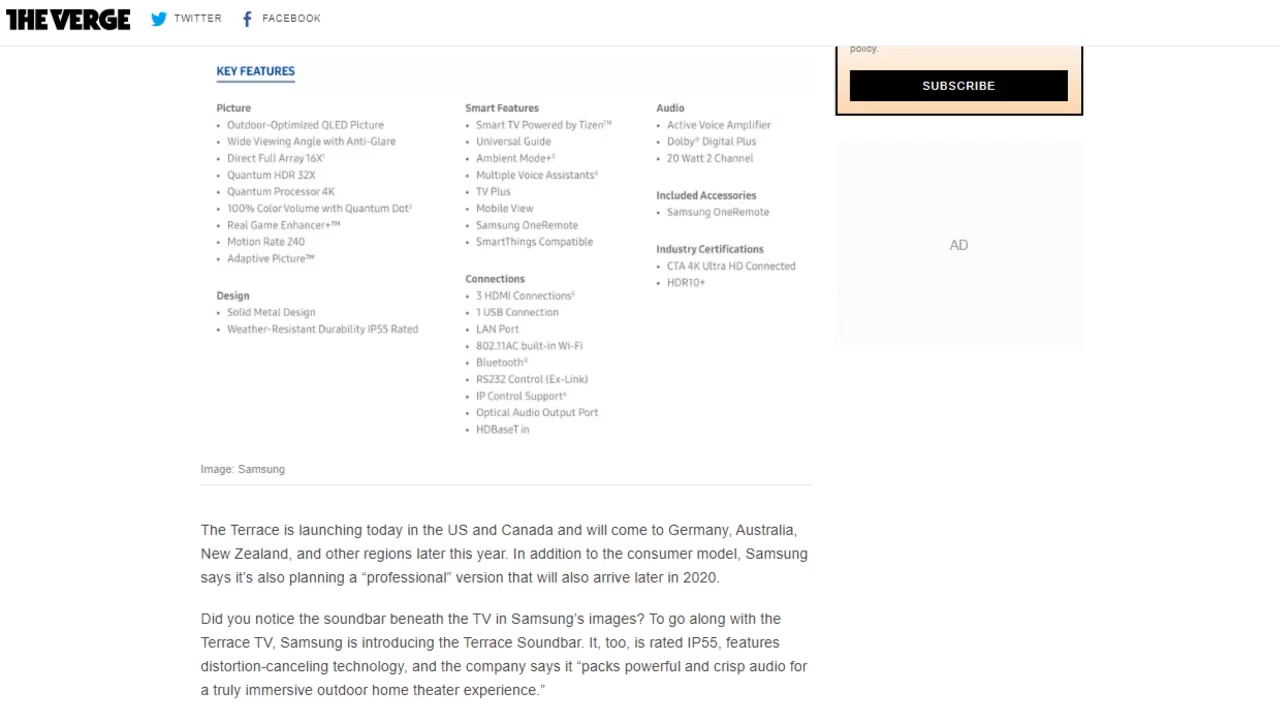 THE VERGE
TWITTER
FACEBOOK
KEY FEATURES
Picture
• Outdoor-Optimized QLED Picture
• Wide Viewing Angle with Anti-Glare
• Direct Full Array 16X¹
• Quantum HDR 32X
• Quantum Processor 4K
• 100% Color Volume with Quantum Dot²
• Real Game Enhancer+™
• Motion Rate 240
• Adaptive Picture™
Design
• Solid Metal Design
• Weather-Resistant Durability IP55 Rated
Smart Features
• Smart TV Powered by Tizen™
• Universal Guide
• Ambient Mode+³
• Multiple Voice Assistants⁴
• TV Plus
• Mobile View
• Samsung OneRemote
• SmartThings Compatible
Connections
• 3 HDMI Connections⁵
• 1 USB Connection
• LAN Port
• 802.11AC built-in Wi-Fi
• Bluetooth®
• RS232 Control (Ex-Link)
• IP Control Support⁶
• Optical Audio Output Port
• HDBaseT in
Audio
• Active Voice Amplifier
• Dolby® Digital Plus
• 20 Watt 2 Channel
Included Accessories
• Samsung OneRemote
Industry Certifications
• CTA 4K Ultra HD Connected
• HDR10+
Image: Samsung
The Terrace is launching today in the US and Canada and will come to Germany, Australia,
New Zealand, and other regions later this year. In addition to the consumer model, Samsung
says it’s also planning a “professional” version that will also arrive later in 2020.
Did you notice the soundbar beneath the TV in Samsung’s images? To go along with the
Terrace TV, Samsung is introducing the Terrace Soundbar. It, too, is rated IP55, features
distortion-canceling technology, and the company says it “packs powerful and crisp audio for
a truly immersive outdoor home theater experience.”
policy.
SUBSCRIBE
AD